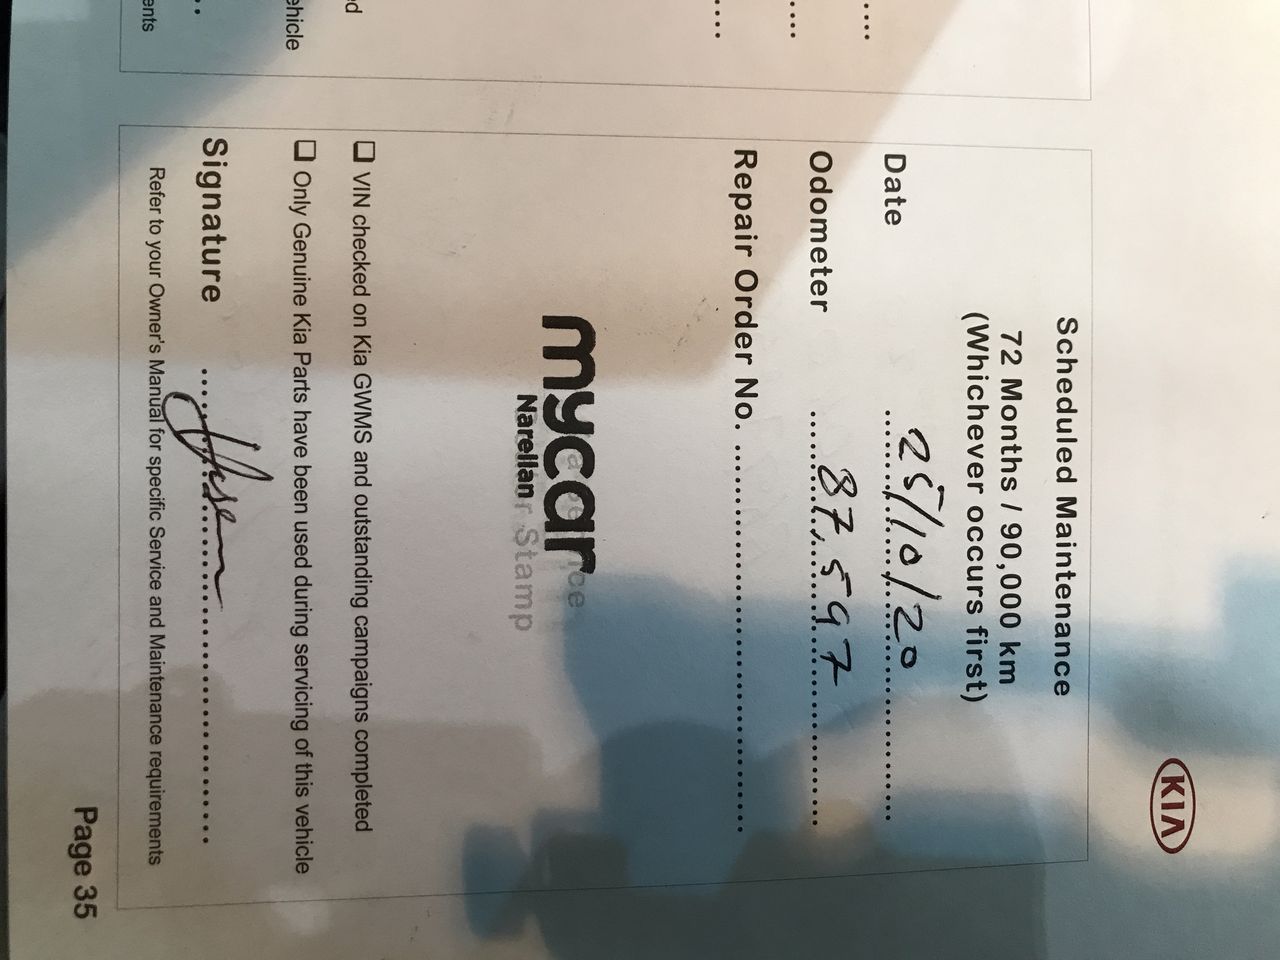 KIA
Scheduled Maintenance
72 Months / 90,000 km
(Whichever occurs first)
Date 25/10/20
Odometer 87,597
Repair Order No.
mycar
Narellan
r Stamp
☐ VIN checked on Kia GWMS and outstanding campaigns completed
☐ Only Genuine Kia Parts have been used during servicing of this vehicle
Signature
Refer to your Owner's Manual for specific Service and Maintenance requirements
Page 35
ed
ehicle
ents